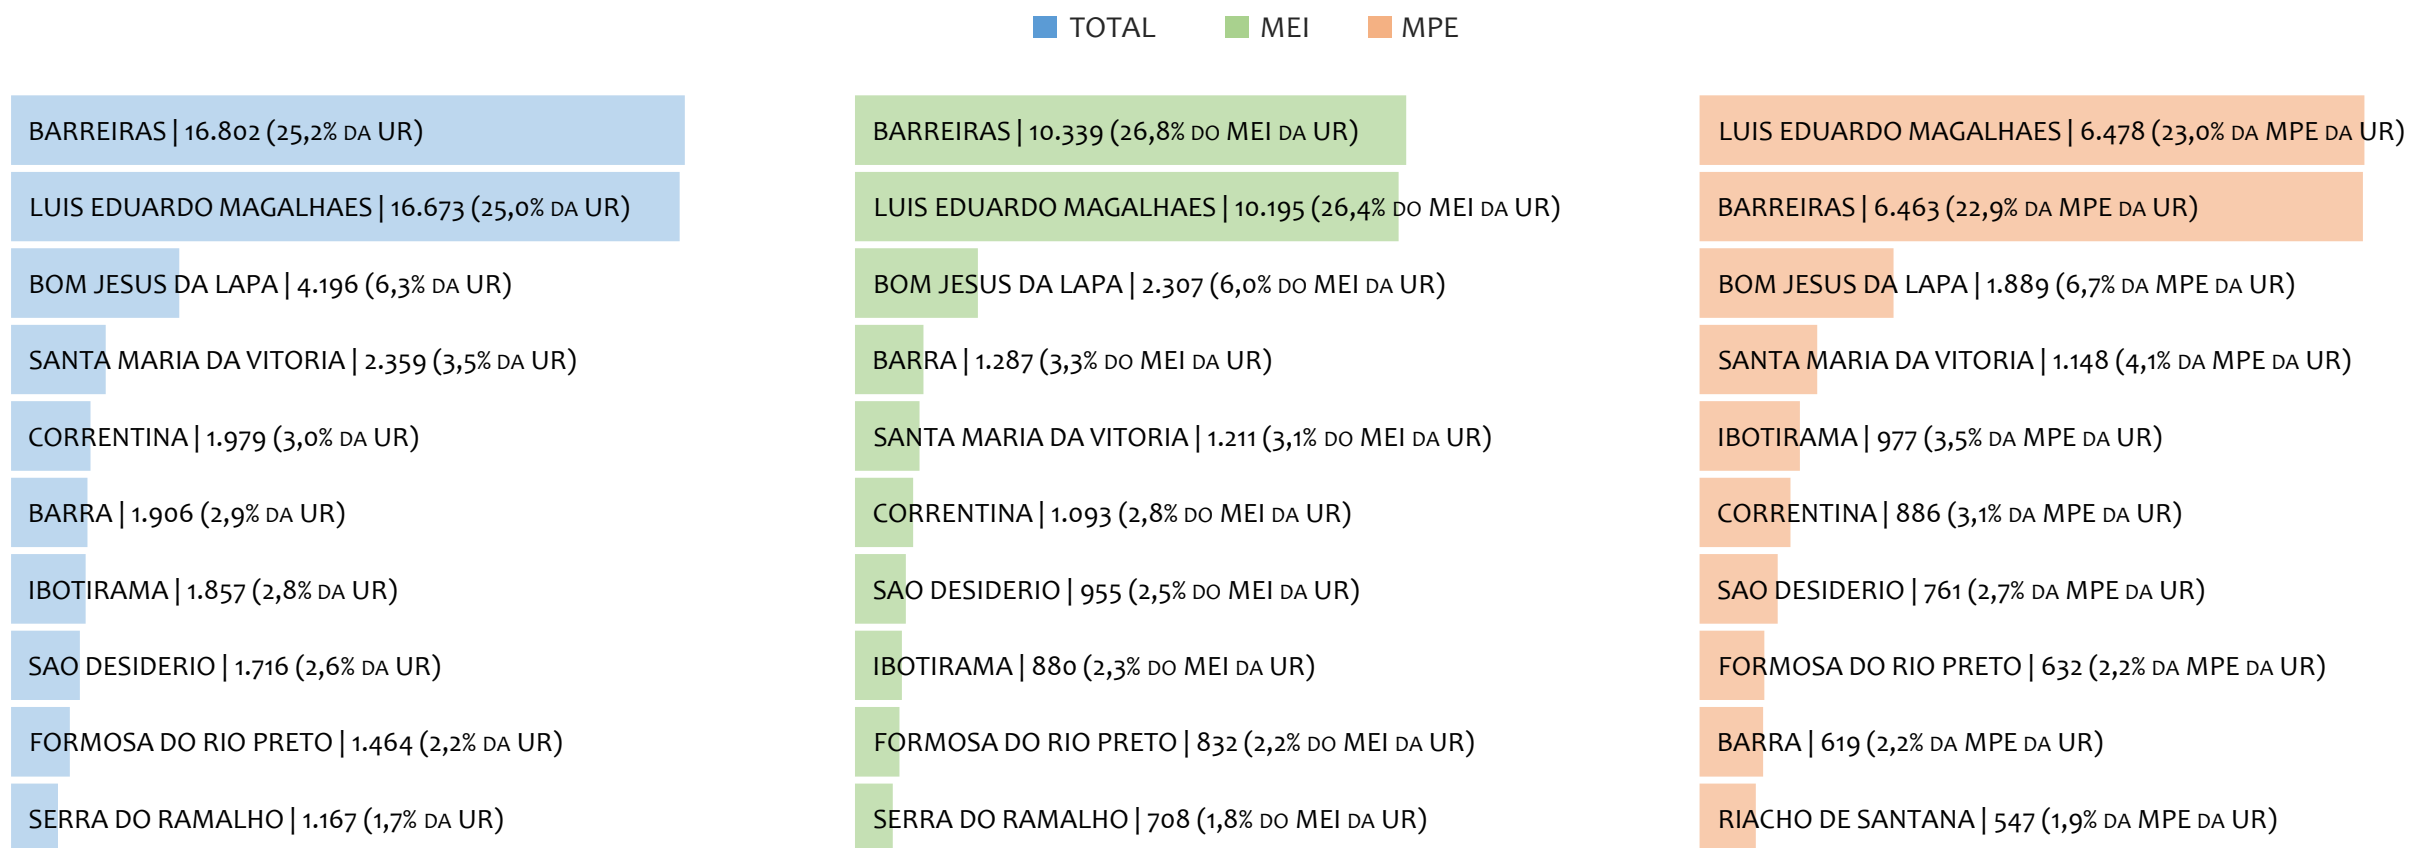 TOTAL MEI MPE
BARREIRAS | 16.802 (25,2% DA UR)
LUIS EDUARDO MAGALHAES | 16.673 (25,0% DA UR)
BOM JESUS DA LAPA | 4.196 (6,3% DA UR)
SANTA MARIA DA VITORIA | 2.359 (3,5% DA UR)
CORRENTINA | 1.979 (3,0% DA UR)
BARRA | 1.906 (2,9% DA UR)
IBOTIRAMA | 1.857 (2,8% DA UR)
SAO DESIDERIO | 1.716 (2,6% DA UR)
FORMOSA DO RIO PRETO | 1.464 (2,2% DA UR)
SERRA DO RAMALHO | 1.167 (1,7% DA UR)
BARREIRAS | 10.339 (26,8% DO MEI DA UR)
LUIS EDUARDO MAGALHAES | 10.195 (26,4% DO MEI DA UR)
BOM JESUS DA LAPA | 2.307 (6,0% DO MEI DA UR)
BARRA | 1.287 (3,3% DO MEI DA UR)
SANTA MARIA DA VITORIA | 1.211 (3,1% DO MEI DA UR)
CORRENTINA | 1.093 (2,8% DO MEI DA UR)
SAO DESIDERIO | 955 (2,5% DO MEI DA UR)
IBOTIRAMA | 880 (2,3% DO MEI DA UR)
FORMOSA DO RIO PRETO | 832 (2,2% DO MEI DA UR)
SERRA DO RAMALHO | 708 (1,8% DO MEI DA UR)
LUIS EDUARDO MAGALHAES | 6.478 (23,0% DA MPE DA UR)
BARREIRAS | 6.463 (22,9% DA MPE DA UR)
BOM JESUS DA LAPA | 1.889 (6,7% DA MPE DA UR)
SANTA MARIA DA VITORIA | 1.148 (4,1% DA MPE DA UR)
IBOTIRAMA | 977 (3,5% DA MPE DA UR)
CORRENTINA | 886 (3,1% DA MPE DA UR)
SAO DESIDERIO | 761 (2,7% DA MPE DA UR)
FORMOSA DO RIO PRETO | 632 (2,2% DA MPE DA UR)
BARRA | 619 (2,2% DA MPE DA UR)
RIACHO DE SANTANA | 547 (1,9% DA MPE DA UR)